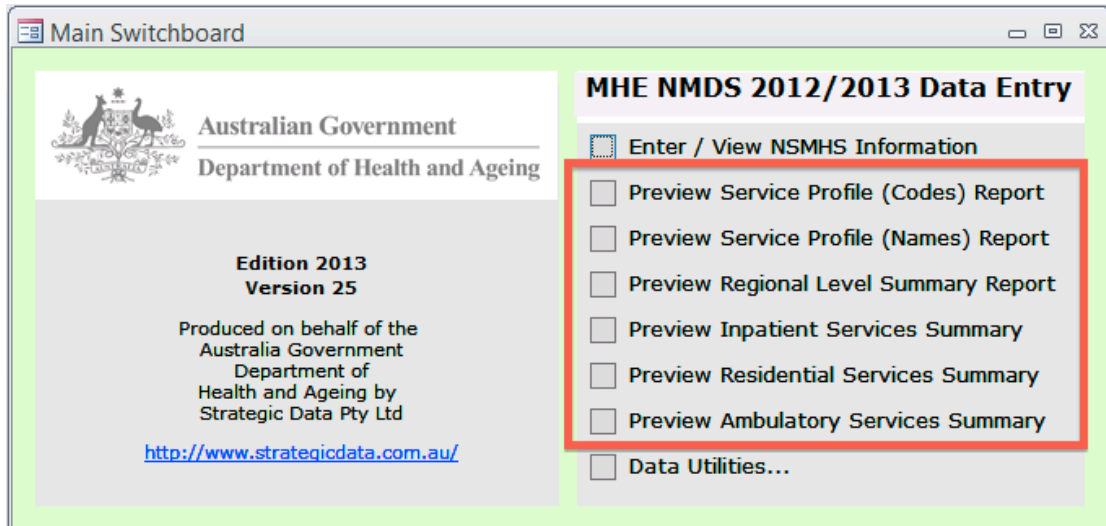 Main Switchboard
Australian Government
Department of Health and Ageing
Edition 2013
Version 25
Produced on behalf of the
Australia Government
Department of
Health and Ageing by
Strategic Data Pty Ltd
http://www.strategicdata.com.au/
MHE NMDS 2012/2013 Data Entry
Enter / View NSMHS Information
Preview Service Profile (Codes) Report
Preview Service Profile (Names) Report
Preview Regional Level Summary Report
Preview Inpatient Services Summary
Preview Residential Services Summary
Preview Ambulatory Services Summary
Data Utilities...